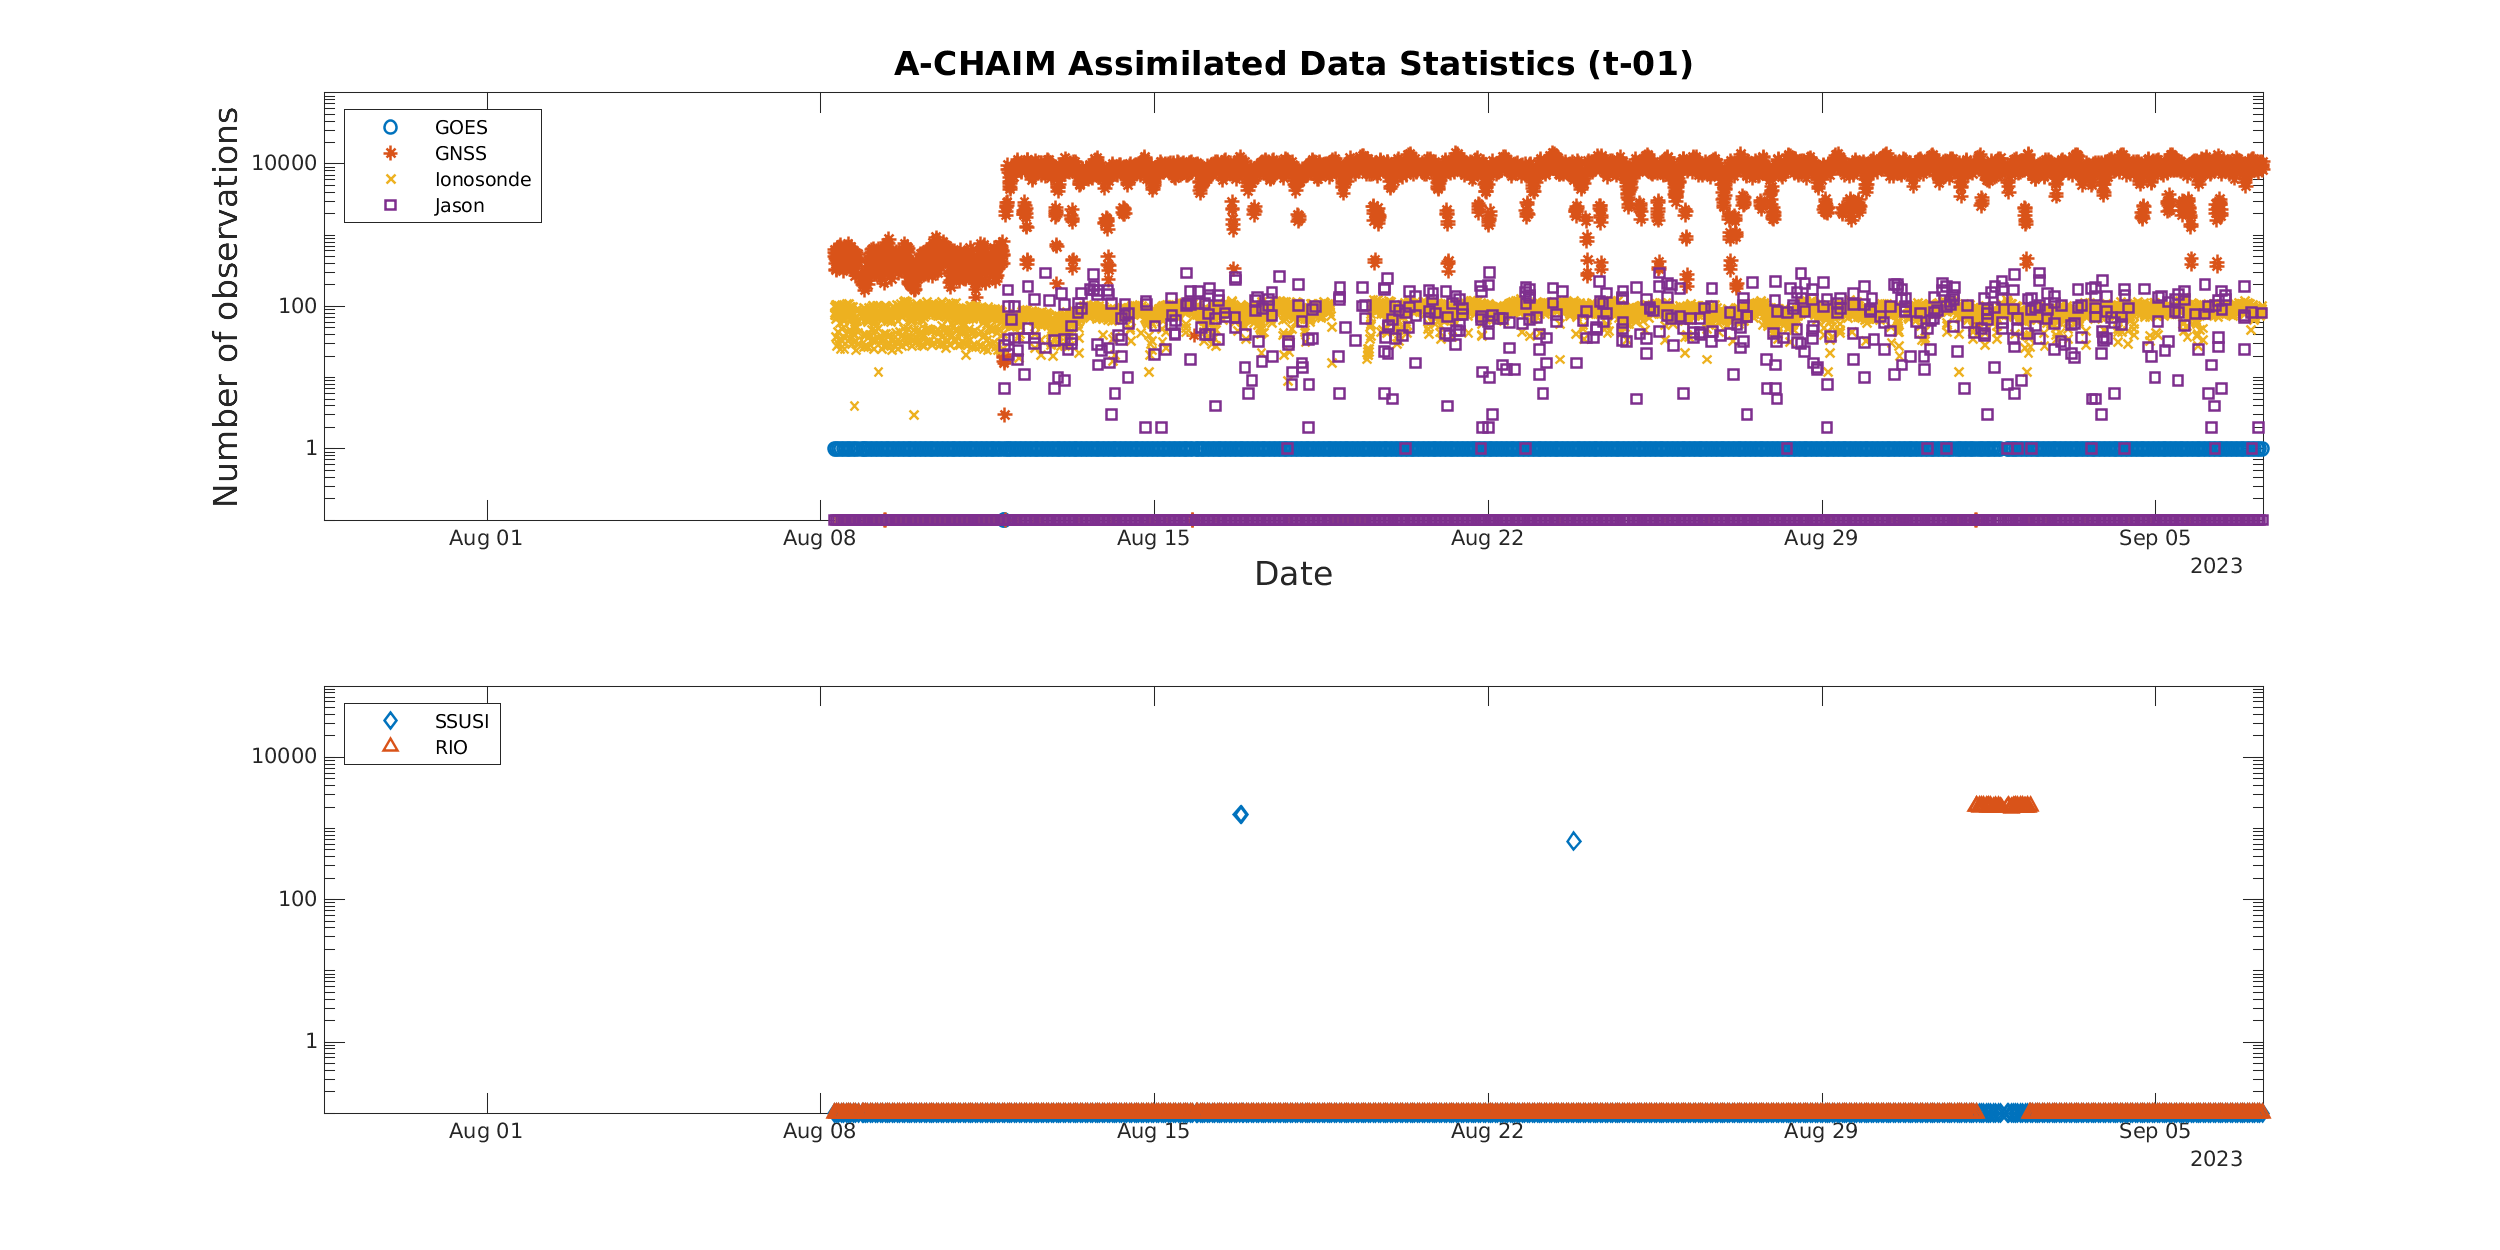 A-CHAIM Assimilated Data Statistics (t-01)
Number of observations
10000
100
1
GOES
GNSS
Ionosonde
Jason
Aug 01
Aug 08
Aug 15
Aug 22
Aug 29
Sep 05
2023
Date
10000
100
1
SSUSI
RIO
Aug 01
Aug 08
Aug 15
Aug 22
Aug 29
Sep 05
2023